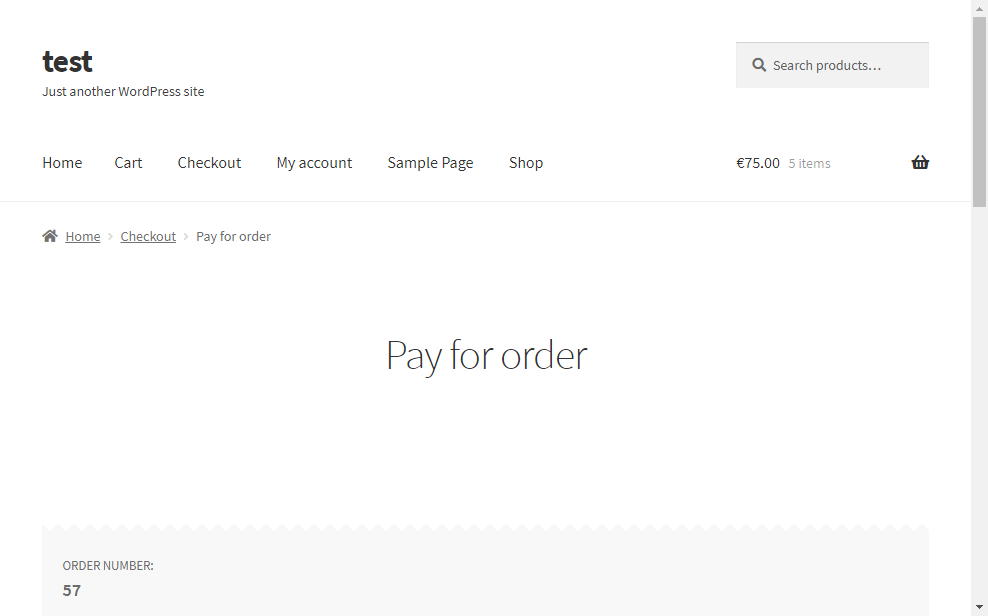 test
Just another WordPress site
Search products…
Home Cart Checkout My account Sample Page Shop €75.00 5 items
Home Checkout Pay for order
Pay for order
ORDER NUMBER:
57